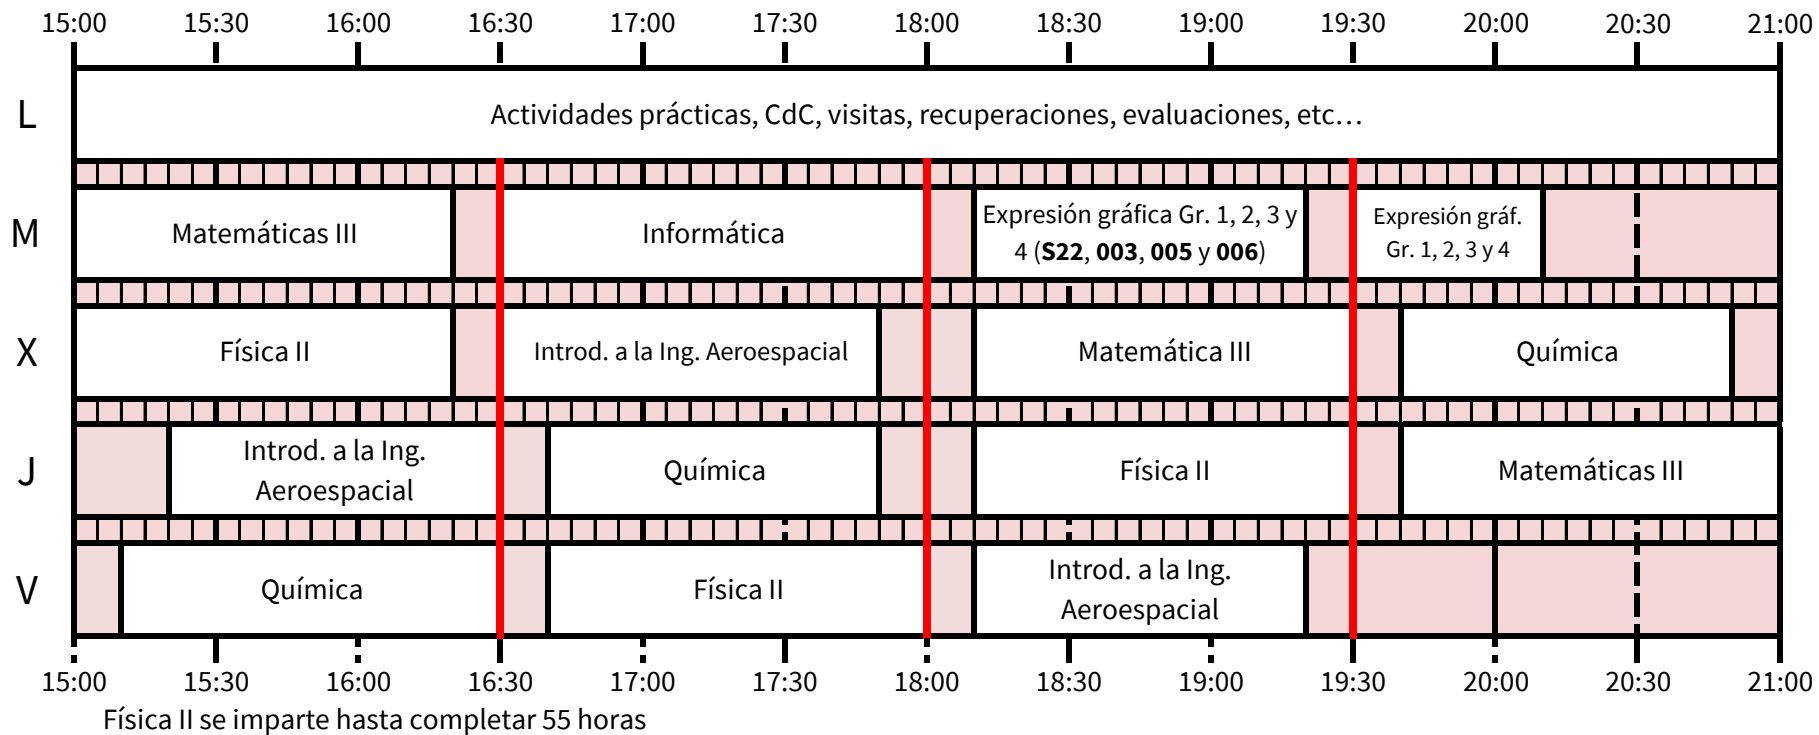 15:00 15:30 16:00 16:30 17:00 17:30 18:00 18:30 19:00 19:30 20:00 20:30 21:00
L
Actividades prácticas, CdC, visitas, recuperaciones, evaluaciones, etc…
M
Matemáticas III
Informática
Expresión gráfica Gr. 1, 2, 3 y
4 (S22, 003, 005 y 006)
Expresión gráf.
Gr. 1, 2, 3 y 4
X
Física II
Introd. a la Ing. Aeroespacial
Matemática III
Química
J
Introd. a la Ing.
Aeroespacial
Química
Física II
Matemáticas III
V
Química
Física II
Introd. a la Ing.
Aeroespacial
15:00 15:30 16:00 16:30 17:00 17:30 18:00 18:30 19:00 19:30 20:00 20:30 21:00
Física II se imparte hasta completar 55 horas